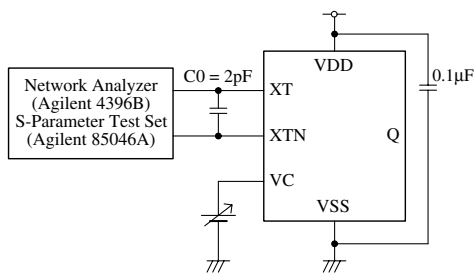 Network Analyzer
(Agilent 4396B)
S-Parameter Test Set
(Agilent 85046A)
C0 = 2pF
XT
XTN
VC
VDD
VSS
Q
0.1µF